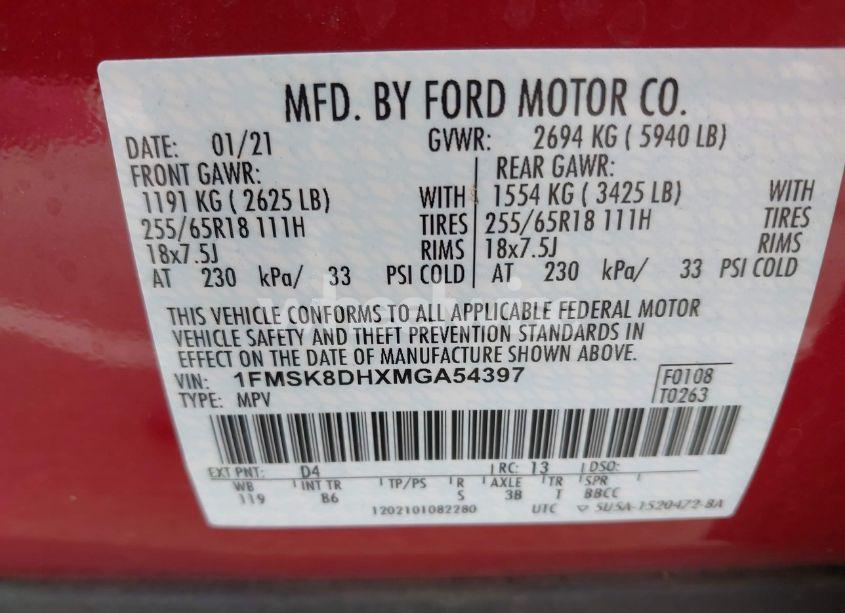 MFD. BY FORD MOTOR CO.
DATE: 01/21 GVWR: 2694 KG ( 5940 LB)
FRONT GAWR: REAR GAWR:
1191 KG ( 2625 LB) WITH 1554 KG ( 3425 LB) WITH
255/65R18 111H TIRES 255/65R18 111H TIRES
18x7.5J RIMS 18x7.5J RIMS
AT 230 kPa/ 33 PSI COLD AT 230 kPa/ 33 PSI COLD
THIS VEHICLE CONFORMS TO ALL APPLICABLE FEDERAL MOTOR
VEHICLE SAFETY AND THEFT PREVENTION STANDARDS IN
EFFECT ON THE DATE OF MANUFACTURE SHOWN ABOVE.
VIN: 1FMSK8DHXMGA54397 F0108
TYPE: MPV T0263
EXT PNT: D4 RC: 13 DSO:
WB INT TR TP/PS R AXLE TR SPR
119 B6 S 3B T BBCC
1202101082280 UTC 5U5A-1520472-BA